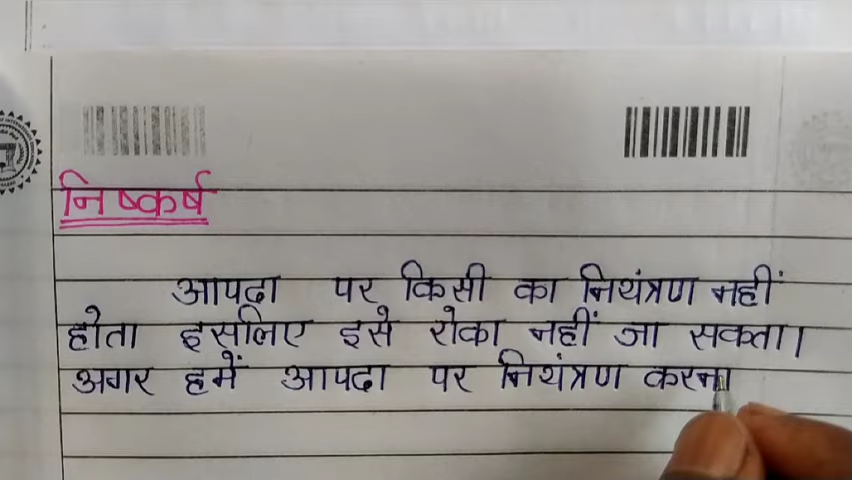 निष्कर्ष
आपदा पर किसी का नियंत्रण नहीं
होता इसलिए इसे रोका नहीं जा सकता।
अगर हमें आपदा पर नियंत्रण करना